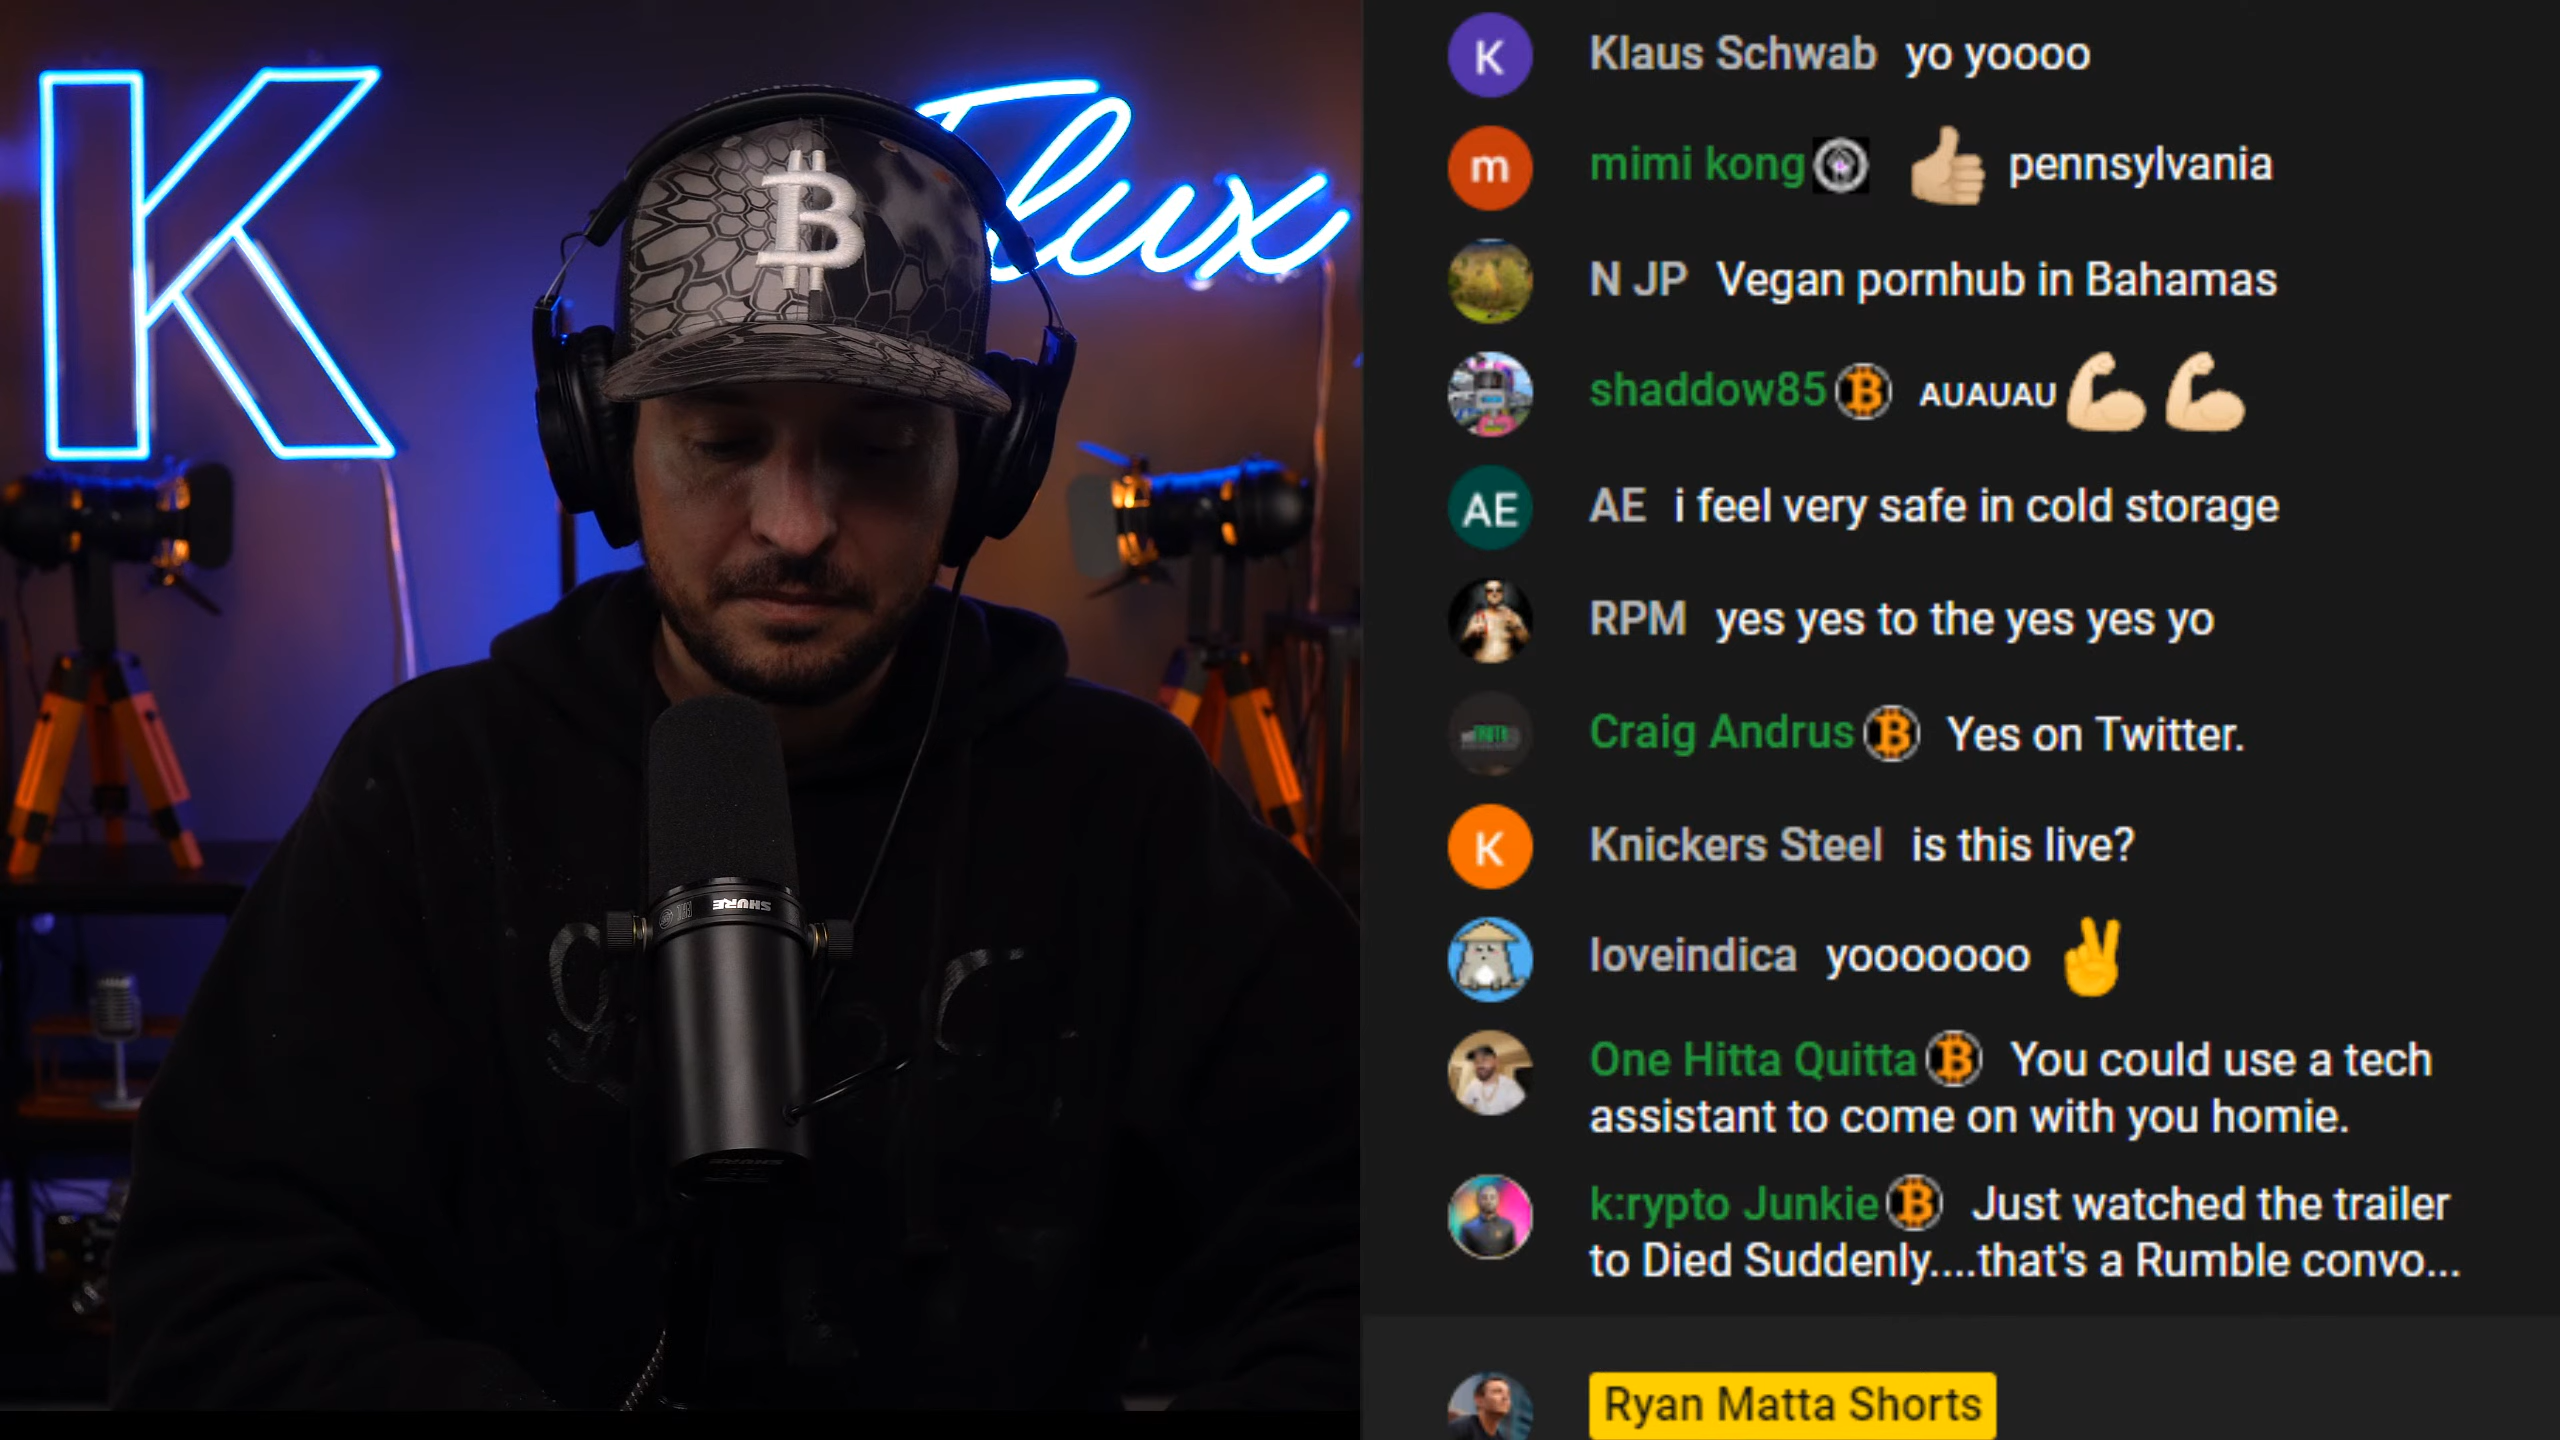 K
Flux
B
SHURE
K
Klaus Schwab yo yoooo
m
mimi kong 👍🏼 pennsylvania
N JP Vegan pornhub in Bahamas
shaddow85 AUAUAU 💪🏼 💪🏼
AE
AE i feel very safe in cold storage
RPM yes yes to the yes yes yo
Craig Andrus Yes on Twitter.
K
Knickers Steel is this live?
loveindica yooooooo ✌️
One Hitta Quitta You could use a tech
assistant to come on with you homie.
k:rypto Junkie Just watched the trailer
to Died Suddenly....that's a Rumble convo...
Ryan Matta Shorts